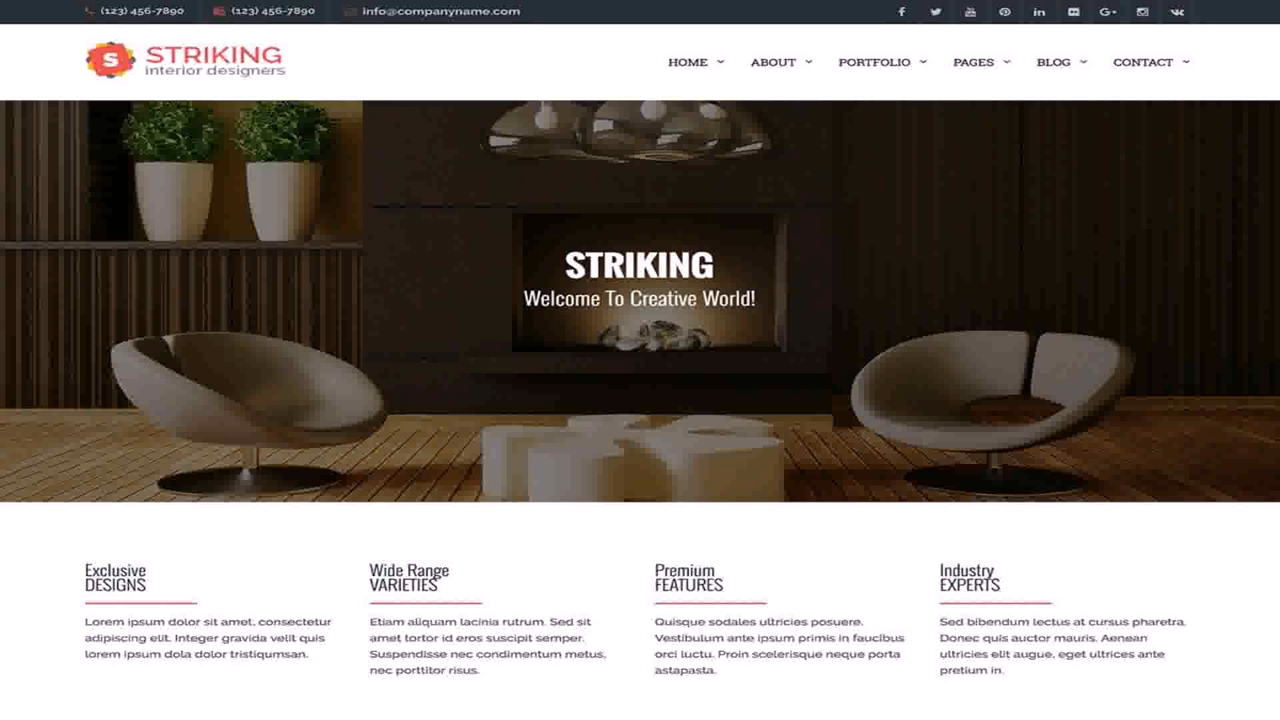 (123) 456-7890 (123) 456-7890 info@companyname.com
S STRIKING
interior designers
HOME ABOUT PORTFOLIO PAGES BLOG CONTACT
STRIKING
Welcome To Creative World!
Exclusive
DESIGNS
Lorem ipsum dolor sit amet, consectetur
adipiscing elit. Integer gravida velit quis
lorem ipsum dola dolor tristiqumsan.
Wide Range
VARIETIES
Etiam aliquam lacinia rutrum. Sed sit
amet tortor id eros suscipit semper.
Suspendisse nec condimentum metus,
nec porttitor risus.
Premium
FEATURES
Quisque sodales ultricies posuere.
Vestibulum ante ipsum primis in faucibus
orci luctu. Proin scelerisque neque porta
astapasta.
Industry
EXPERTS
Sed bibendum lectus at cursus pharetra.
Donec quis auctor mauris. Aenean
ultricies elit augue, eget ultrices ante
pretium in.